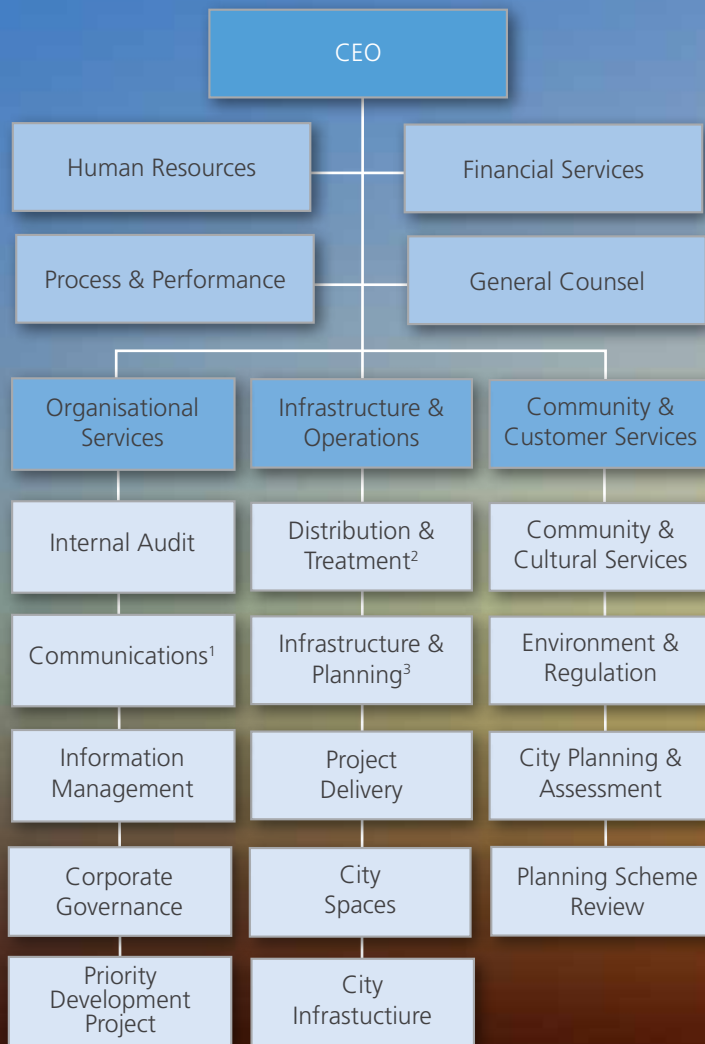 CEO
Human Resources
Financial Services
Process & Performance
General Counsel
Organisational
Services
Infrastructure &
Operations
Community &
Customer Services
Internal Audit
Distribution &
Treatment²
Community &
Cultural Services
Communications¹
Infrastructure &
Planning³
Environment &
Regulation
Information
Management
Project
Delivery
City Planning &
Assessment
Corporate
Governance
City
Spaces
Planning Scheme
Review
Priority
Development
Project
City
Infrastuctiure